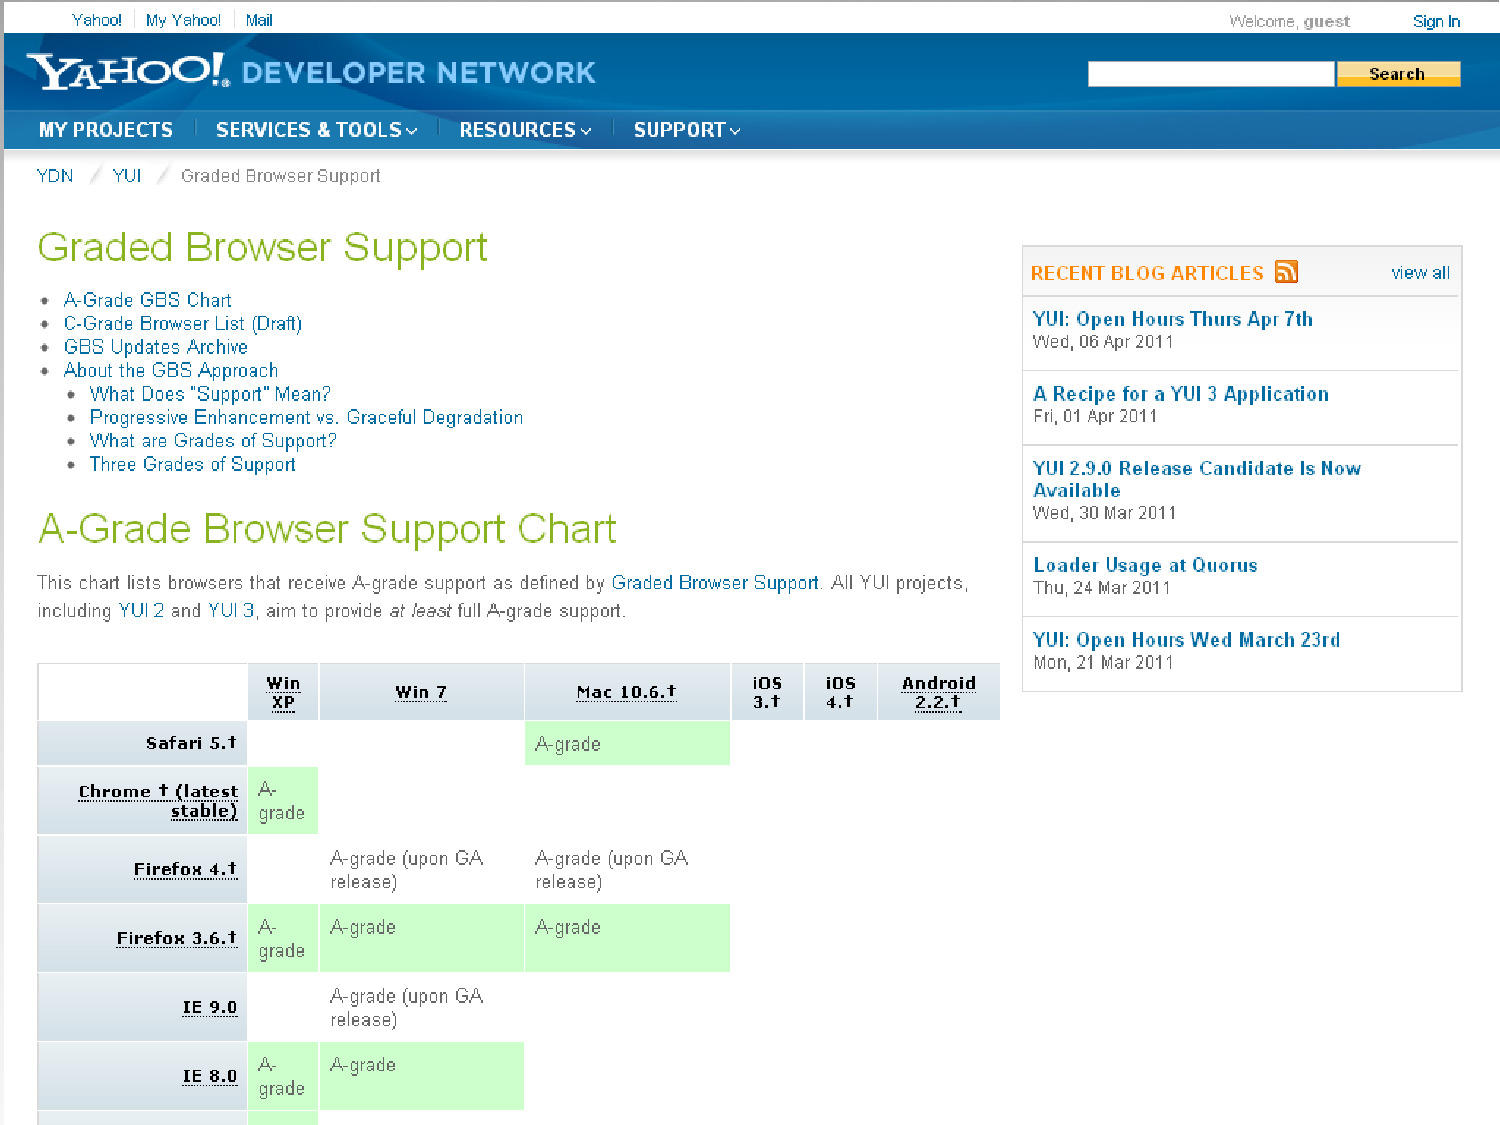 Yahoo! My Yahoo! Mail Welcome, guest Sign In
YAHOO!® DEVELOPER NETWORK Search
MY PROJECTS SERVICES & TOOLS RESOURCES SUPPORT
YDN / YUI / Graded Browser Support
Graded Browser Support
A-Grade GBS Chart
C-Grade Browser List (Draft)
GBS Updates Archive
About the GBS Approach
What Does "Support" Mean?
Progressive Enhancement vs. Graceful Degradation
What are Grades of Support?
Three Grades of Support
A-Grade Browser Support Chart
This chart lists browsers that receive A-grade support as defined by Graded Browser Support. All YUI projects,
including YUI 2 and YUI 3, aim to provide at least full A-grade support.
Win XP Win 7 Mac 10.6.† iOS 3.† iOS 4.† Android 2.2.†
Safari 5.† A-grade
Chrome † (latest stable) A-grade
Firefox 4.† A-grade (upon GA release) A-grade (upon GA release)
Firefox 3.6.† A-grade A-grade A-grade
IE 9.0 A-grade (upon GA release)
IE 8.0 A-grade A-grade
RECENT BLOG ARTICLES view all
YUI: Open Hours Thurs Apr 7th
Wed, 06 Apr 2011
A Recipe for a YUI 3 Application
Fri, 01 Apr 2011
YUI 2.9.0 Release Candidate Is Now
Available
Wed, 30 Mar 2011
Loader Usage at Quorus
Thu, 24 Mar 2011
YUI: Open Hours Wed March 23rd
Mon, 21 Mar 2011